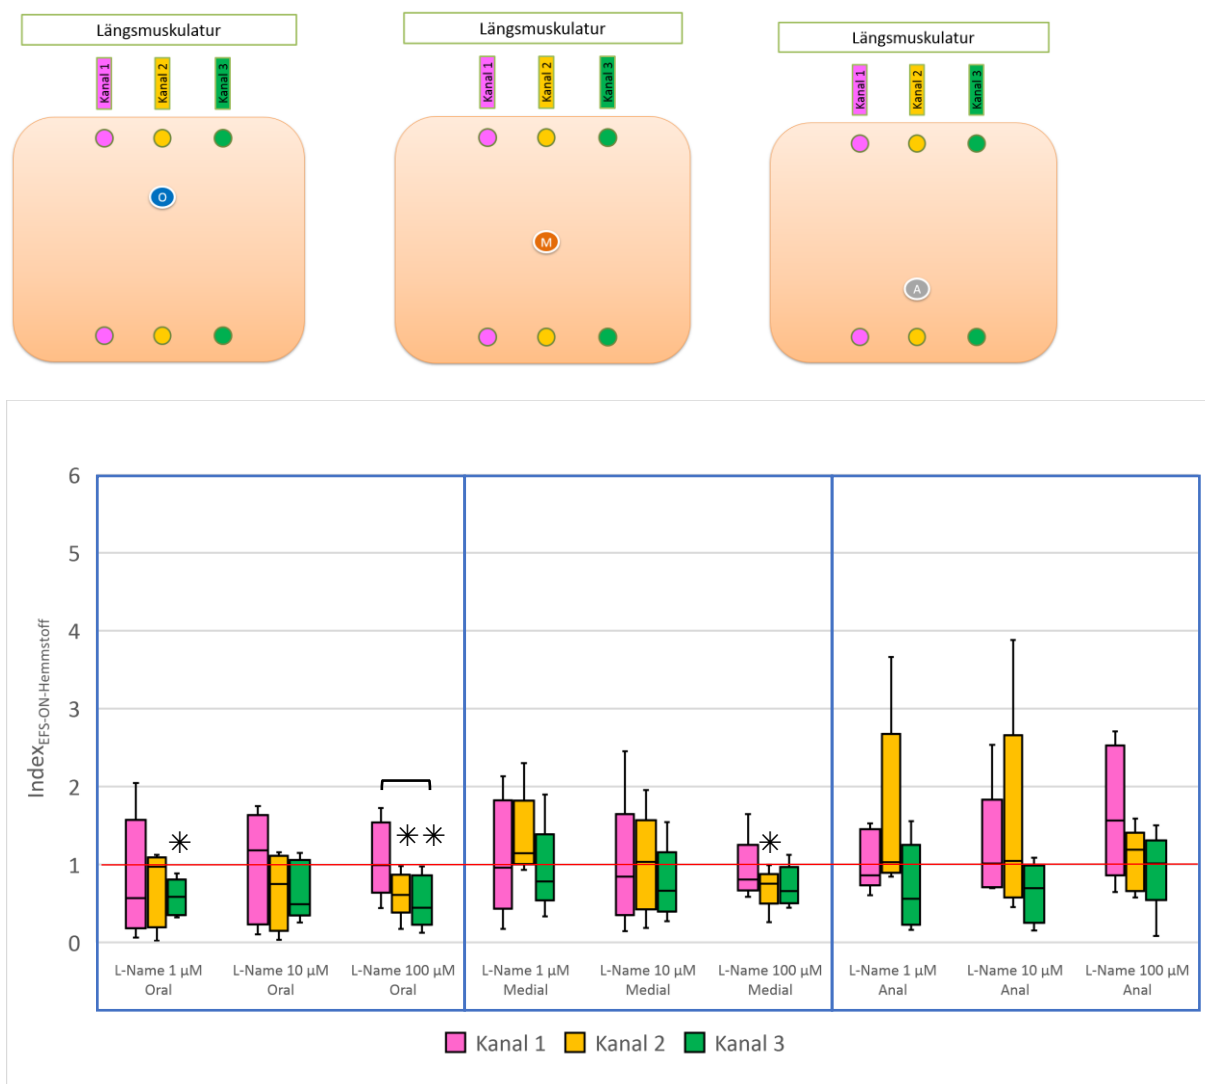 Längsmuskulatur
Kanal 1
Kanal 2
Kanal 3
O
Längsmuskulatur
Kanal 1
Kanal 2
Kanal 3
M
Längsmuskulatur
Kanal 1
Kanal 2
Kanal 3
A
Index EFS-ON-Hemmstoff
6
5
4
3
2
1
0
L-Name 1 µM
Oral
L-Name 10 µM
Oral
L-Name 100 µM
Oral
L-Name 1 µM
Medial
L-Name 10 µM
Medial
L-Name 100 µM
Medial
L-Name 1 µM
Anal
L-Name 10 µM
Anal
L-Name 100 µM
Anal
Kanal 1 Kanal 2 Kanal 3